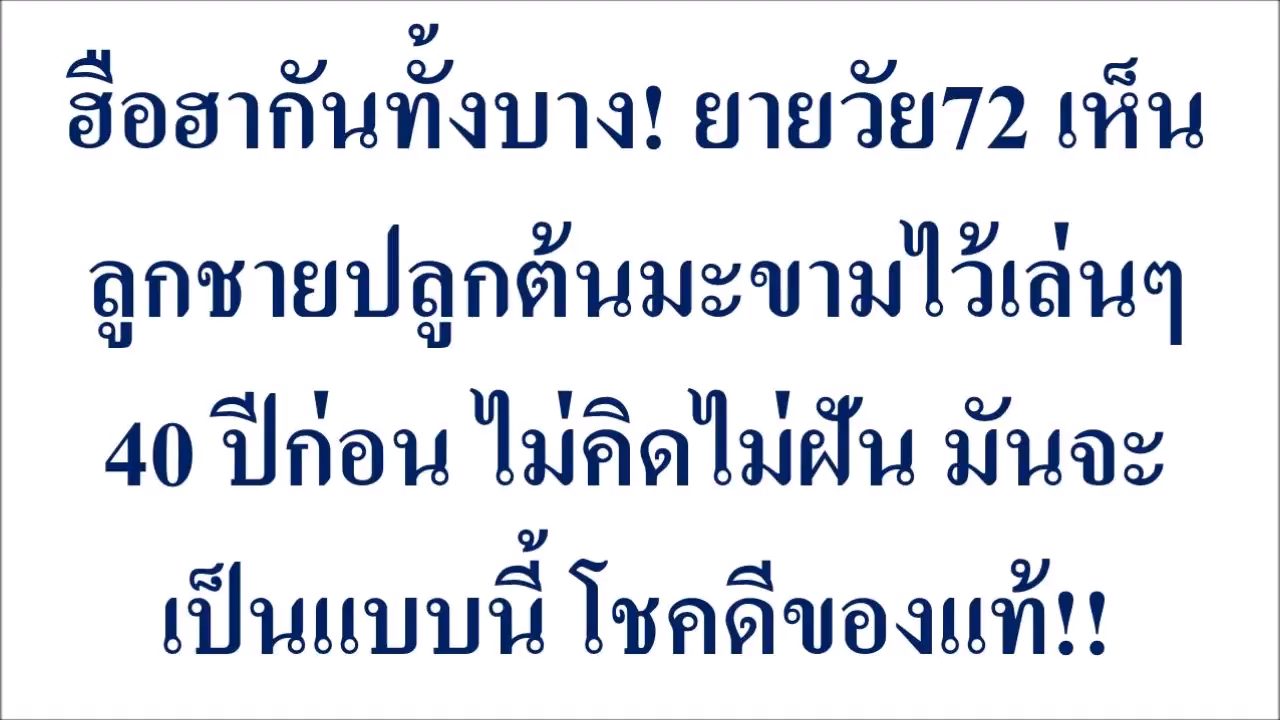 ฮือฮากันทั้งบาง! ยายวัย72 เห็น
ลูกชายปลูกต้นมะขามไว้เล่นๆ
40 ปีก่อน ไม่คิดไม่ฝัน มันจะ
เป็นแบบนี้ โชคดีของแท้!!